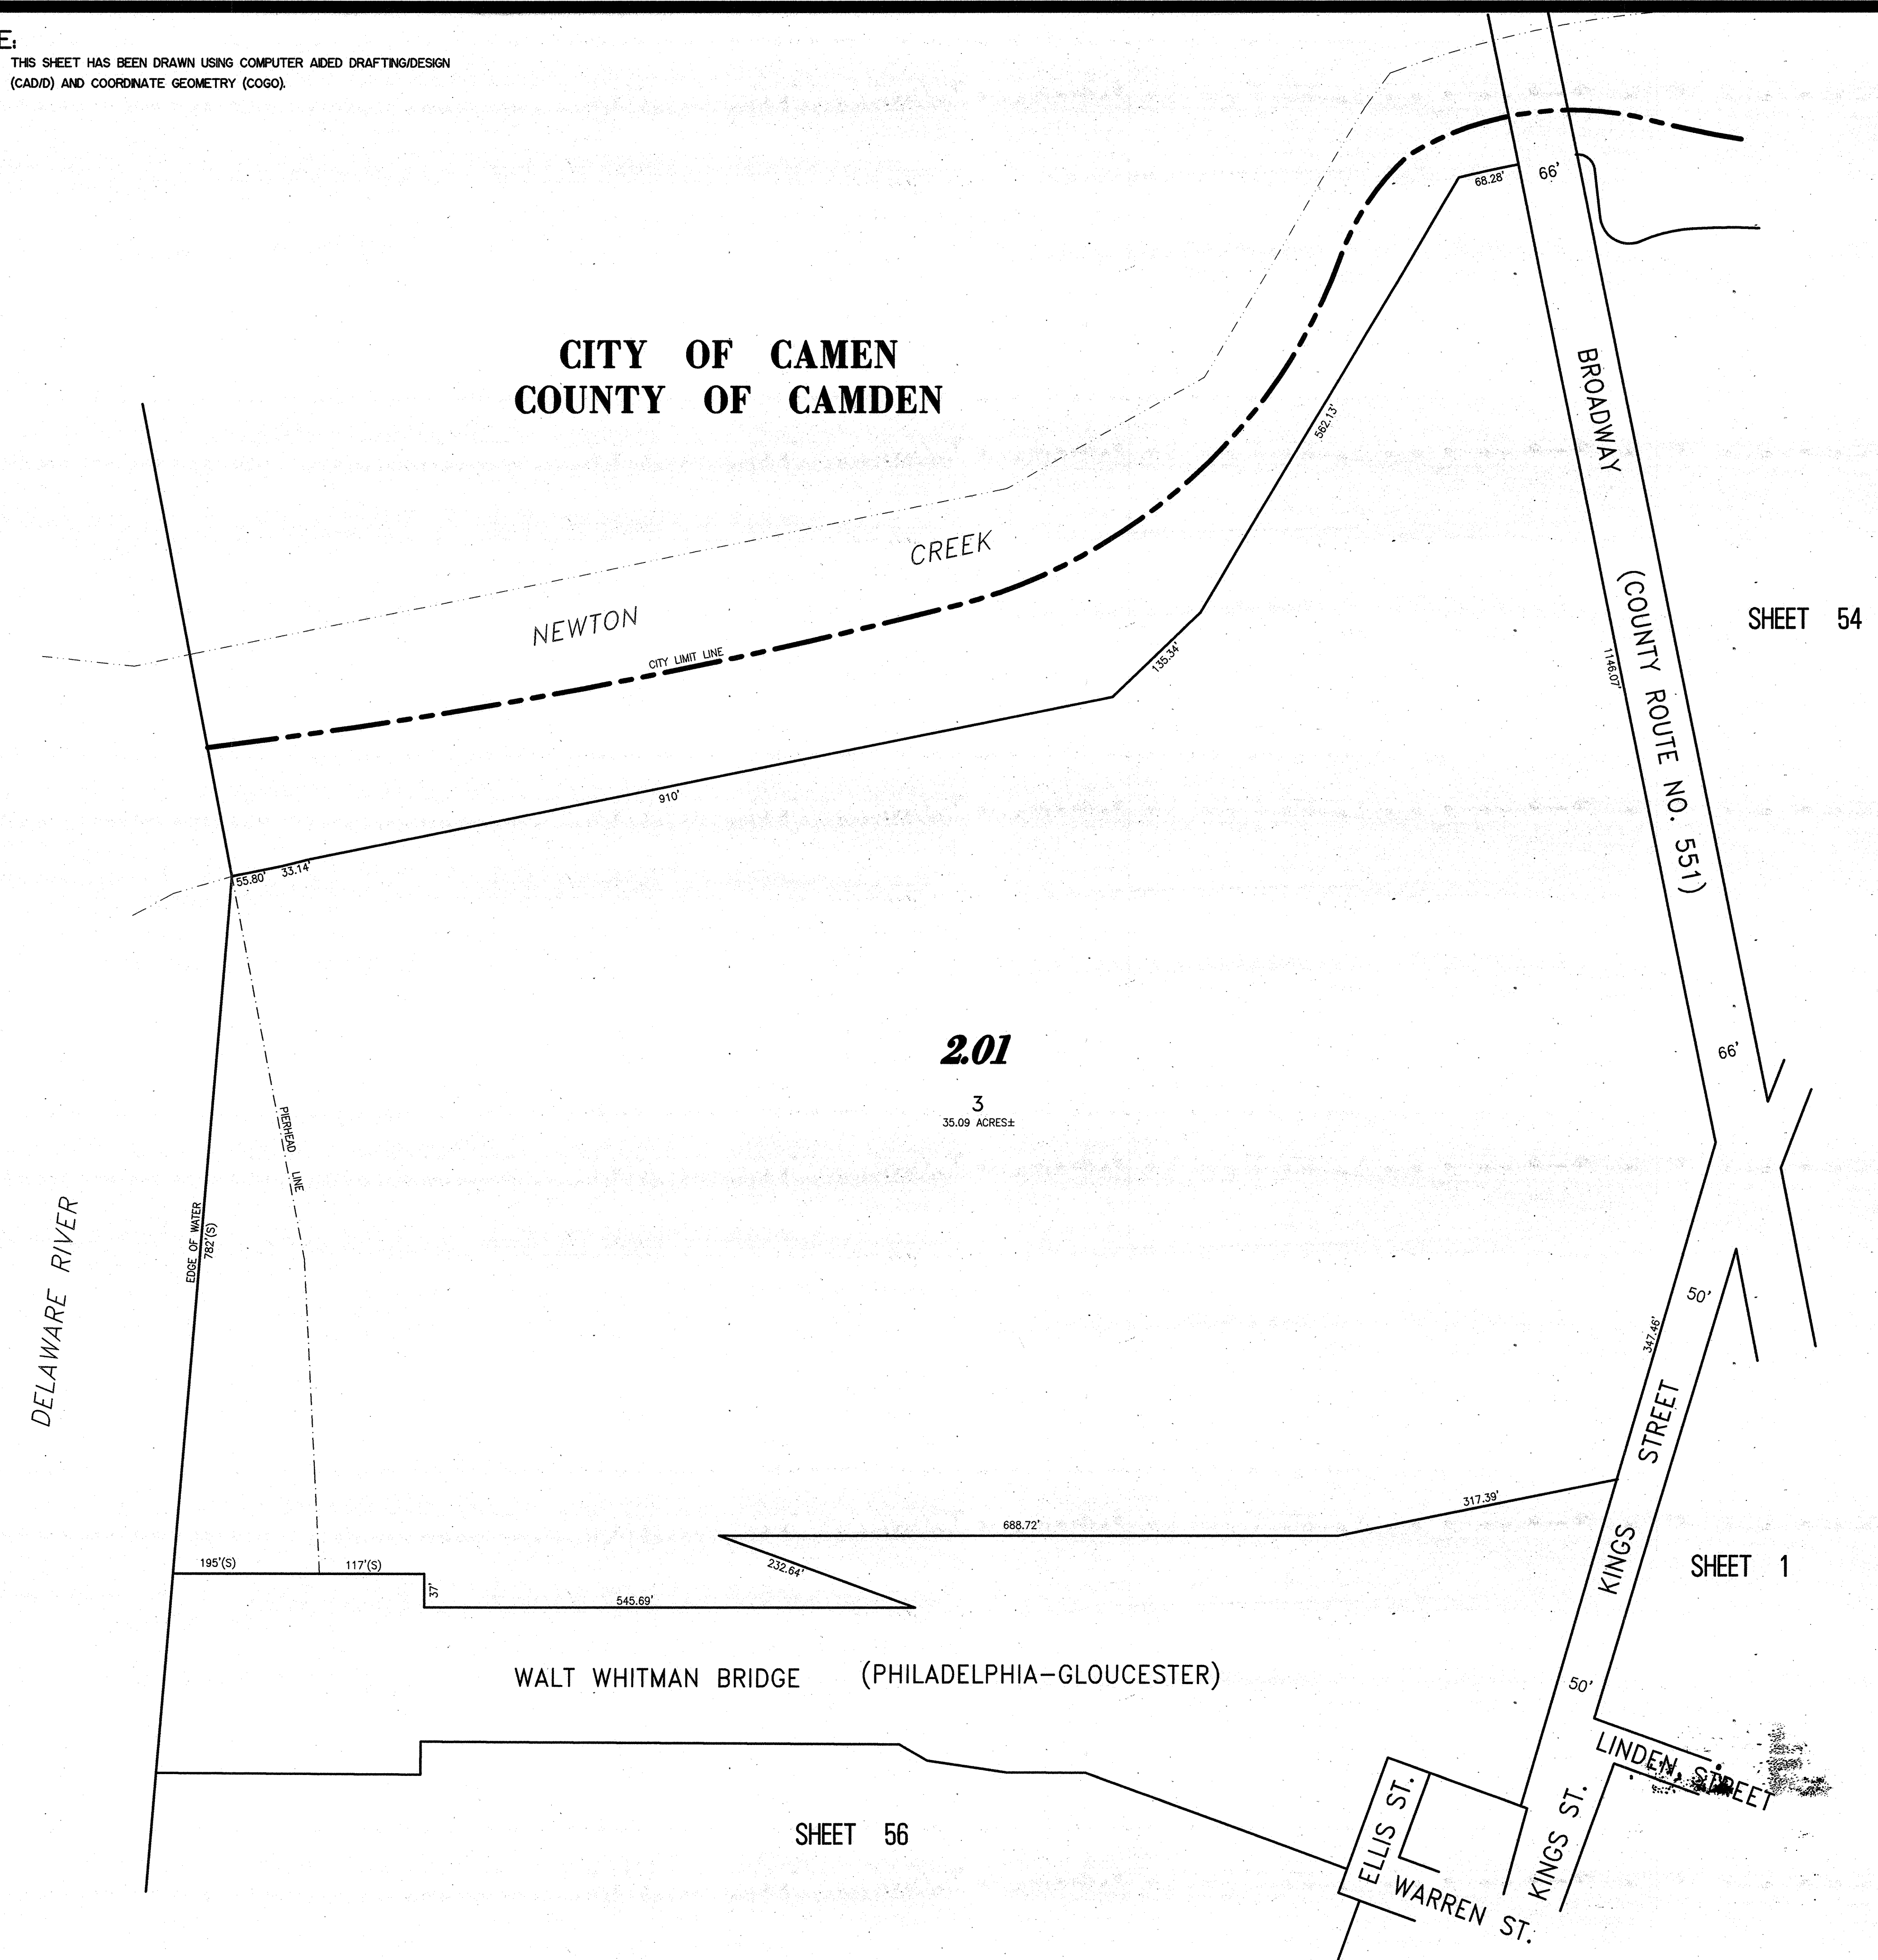 E:
THIS SHEET HAS BEEN DRAWN USING COMPUTER AIDED DRAFTING/DESIGN
(CAD/D) AND COORDINATE GEOMETRY (COGO).
68.28'
66'
CITY OF CAMEN
COUNTY OF CAMDEN
BROADWAY
562.13'
CREEK
NEWTON
CITY LIMIT LINE
(COUNTY ROUTE NO. 551)
1146.07'
SHEET 54
135.34'
910'
55.80'
33.14'
2.01
3
35.09 ACRES±
66'
PIERHEAD LINE
EDGE OF WATER
782'(S)
DELAWARE RIVER
50'
347.46'
KINGS STREET
317.39'
688.72'
232.64'
195'(S)
117'(S)
37'
545.69'
SHEET 1
WALT WHITMAN BRIDGE (PHILADELPHIA-GLOUCESTER)
50'
LINDEN STREET
SHEET 56
ELLIS ST.
KINGS ST.
WARREN ST.